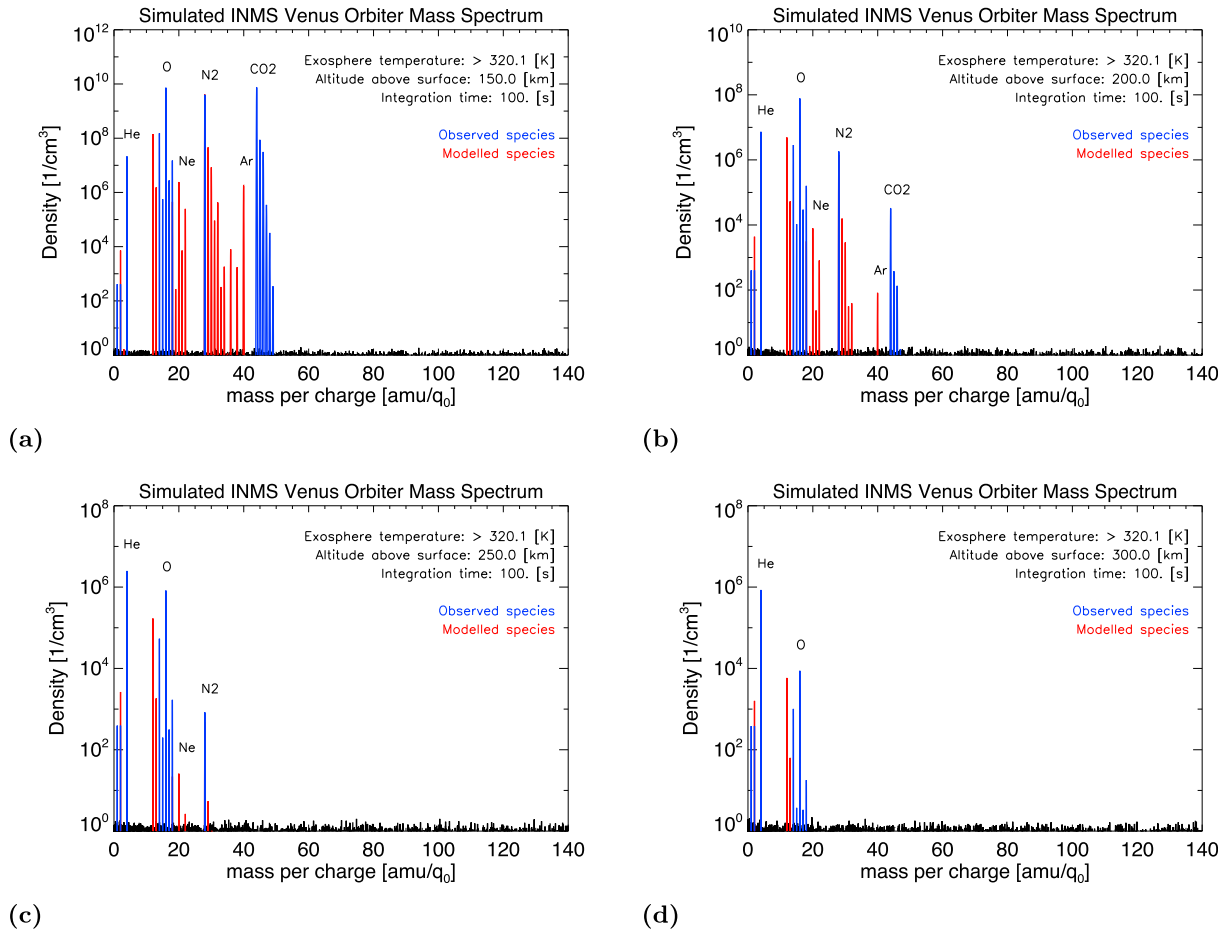 Simulated INMS Venus Orbiter Mass Spectrum
10^12
10^10
10^8
10^6
10^4
10^2
10^0
Density [1/cm^3]
He
O
Ne
N2
Ar
CO2
Exosphere temperature: > 320.1 [K]
Altitude above surface: 150.0 [km]
Integration time: 100. [s]
Observed species
Modelled species
0 20 40 60 80 100 120 140
mass per charge [amu/q_0]
(a)
Simulated INMS Venus Orbiter Mass Spectrum
10^10
10^8
10^6
10^4
10^2
10^0
Density [1/cm^3]
He
O
Ne
N2
Ar
CO2
Exosphere temperature: > 320.1 [K]
Altitude above surface: 200.0 [km]
Integration time: 100. [s]
Observed species
Modelled species
0 20 40 60 80 100 120 140
mass per charge [amu/q_0]
(b)
Simulated INMS Venus Orbiter Mass Spectrum
10^8
10^6
10^4
10^2
10^0
Density [1/cm^3]
He
O
Ne
N2
Exosphere temperature: > 320.1 [K]
Altitude above surface: 250.0 [km]
Integration time: 100. [s]
Observed species
Modelled species
0 20 40 60 80 100 120 140
mass per charge [amu/q_0]
(c)
Simulated INMS Venus Orbiter Mass Spectrum
10^8
10^6
10^4
10^2
10^0
Density [1/cm^3]
He
O
Exosphere temperature: > 320.1 [K]
Altitude above surface: 300.0 [km]
Integration time: 100. [s]
Observed species
Modelled species
0 20 40 60 80 100 120 140
mass per charge [amu/q_0]
(d)